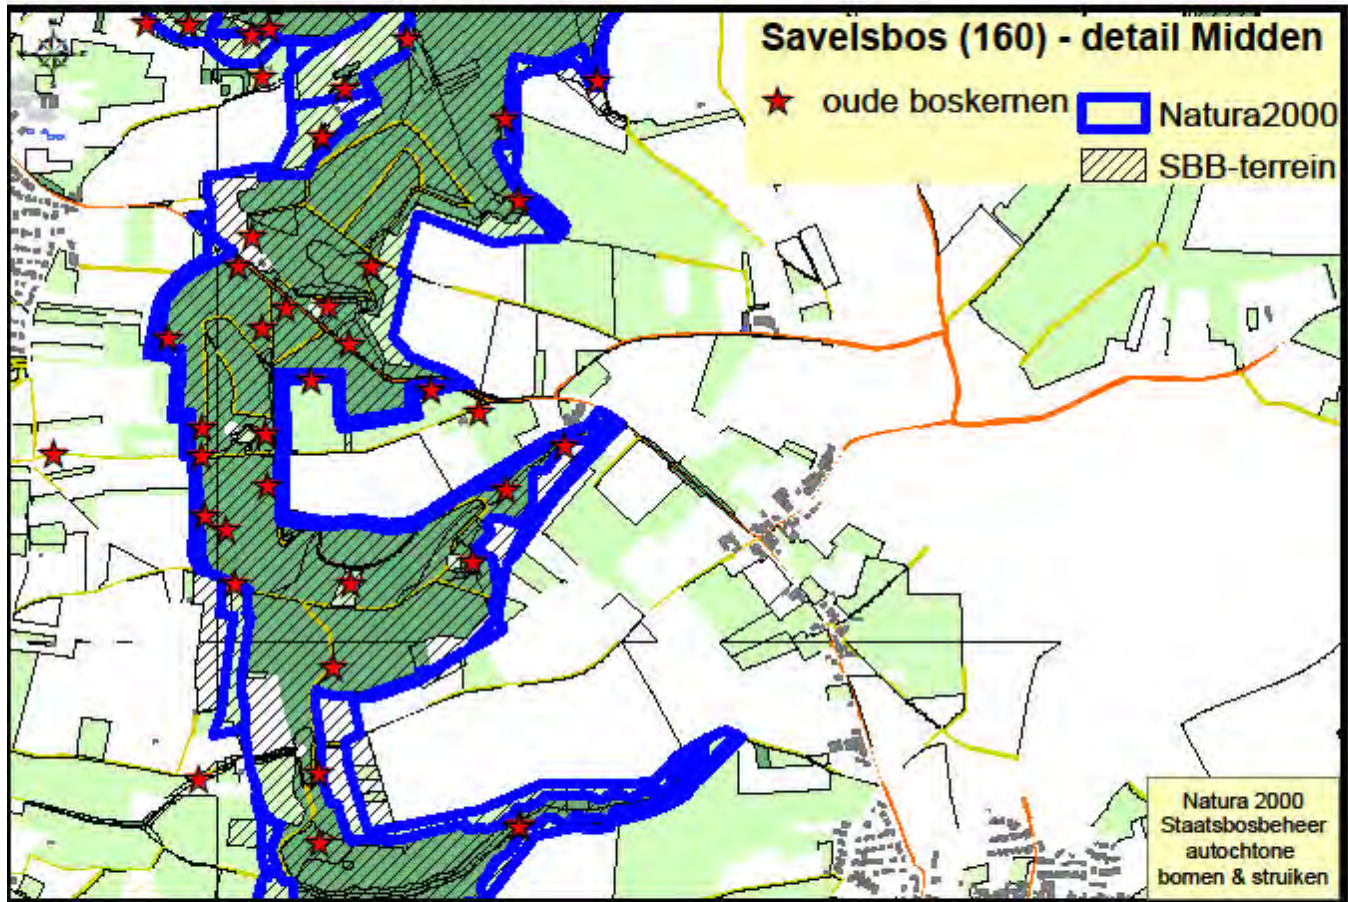 Savelsbos (160) - detail Midden
oude boskernen
Natura2000
SBB-terrein
Natura 2000
Staatsbosbeheer
autochtone
bomen & struiken